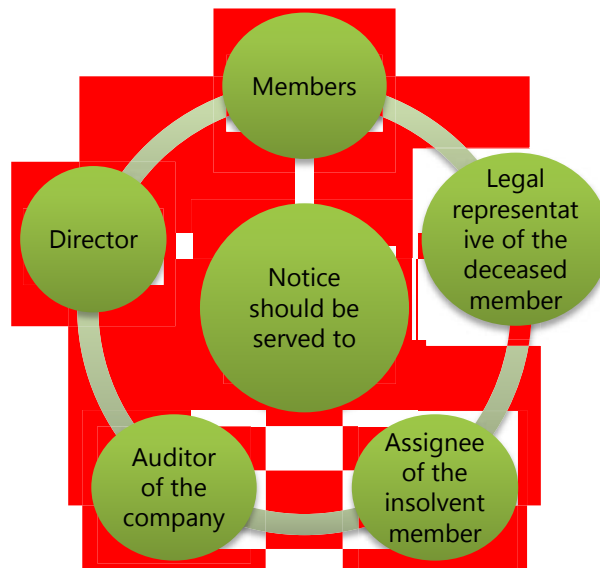 Members
Legal
representat
ive of the
deceased
member
Assignee
of the
insolvent
member
Auditor
of the
company
Director
Notice
should be
served to